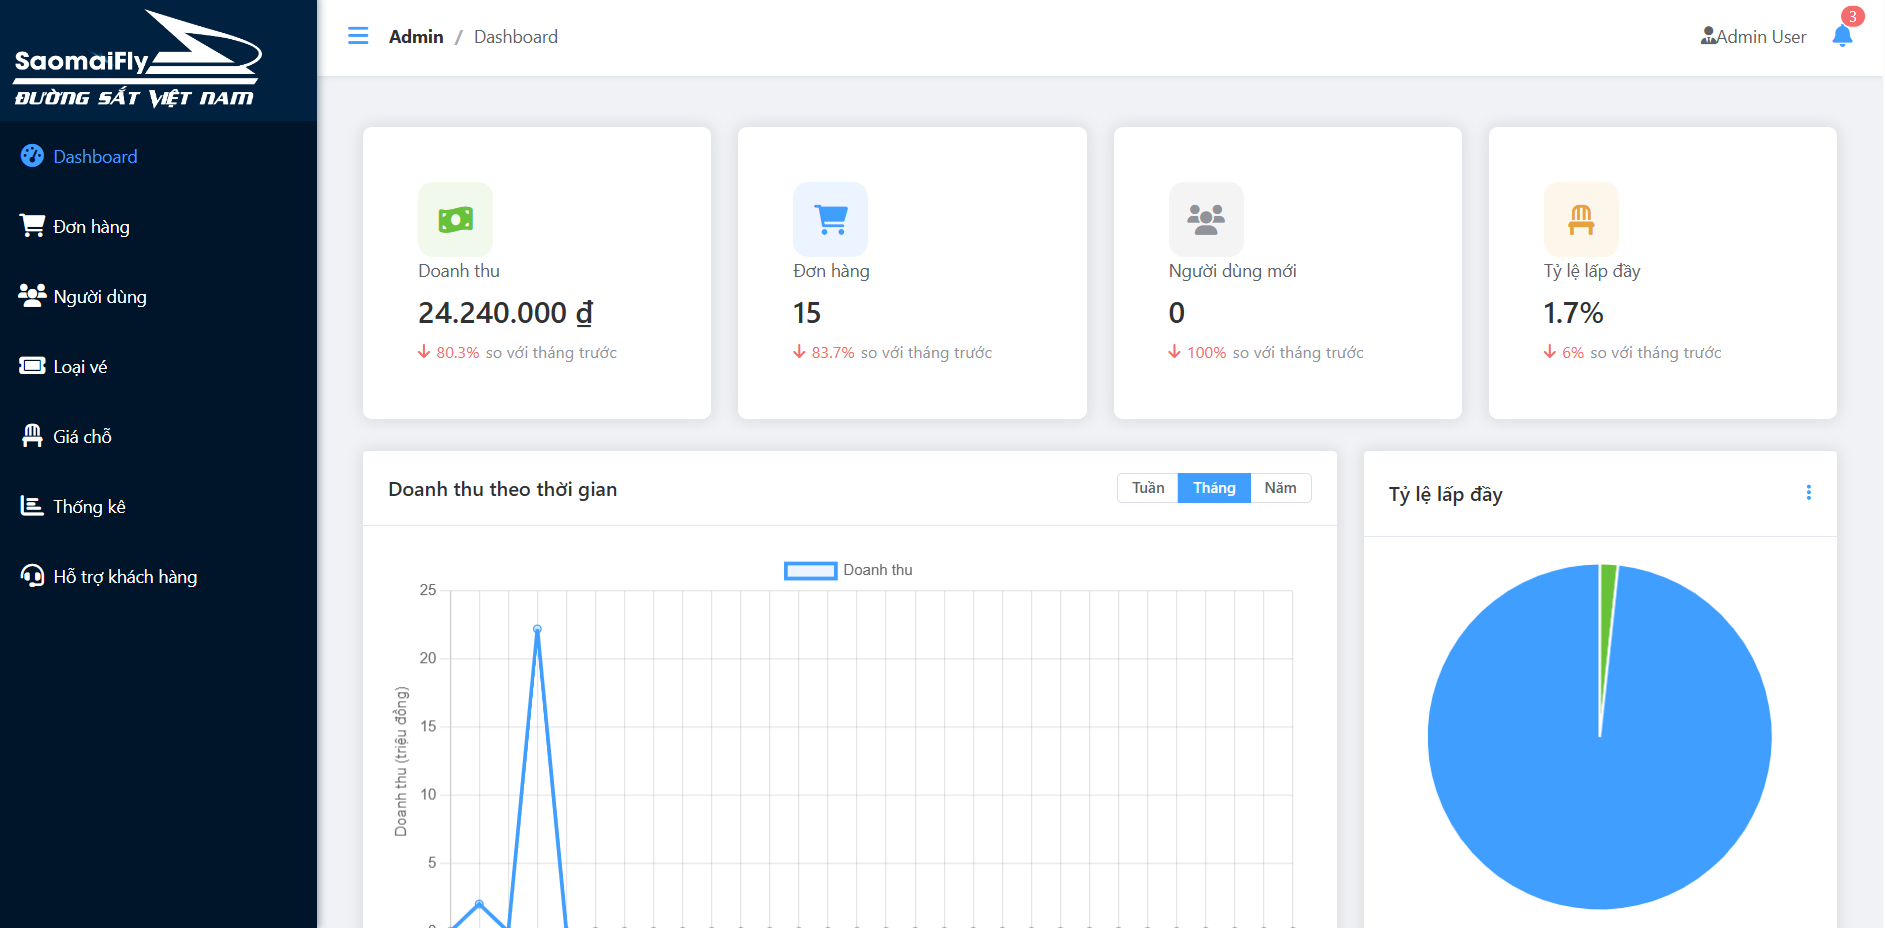 SaomaiFly
ĐƯỜNG SẮT VIỆT NAM
Dashboard
Đơn hàng
Người dùng
Loại vé
Giá chỗ
Thống kê
Hỗ trợ khách hàng
Admin / Dashboard
Admin User
3
Doanh thu
24.240.000 ₫
80.3% so với tháng trước
Đơn hàng
15
83.7% so với tháng trước
Người dùng mới
0
100% so với tháng trước
Tỷ lệ lấp đầy
1.7%
6% so với tháng trước
Doanh thu theo thời gian
Tuần Tháng Năm
Doanh thu
25
20
15
10
5
0
Doanh thu (triệu đồng)
Tỷ lệ lấp đầy